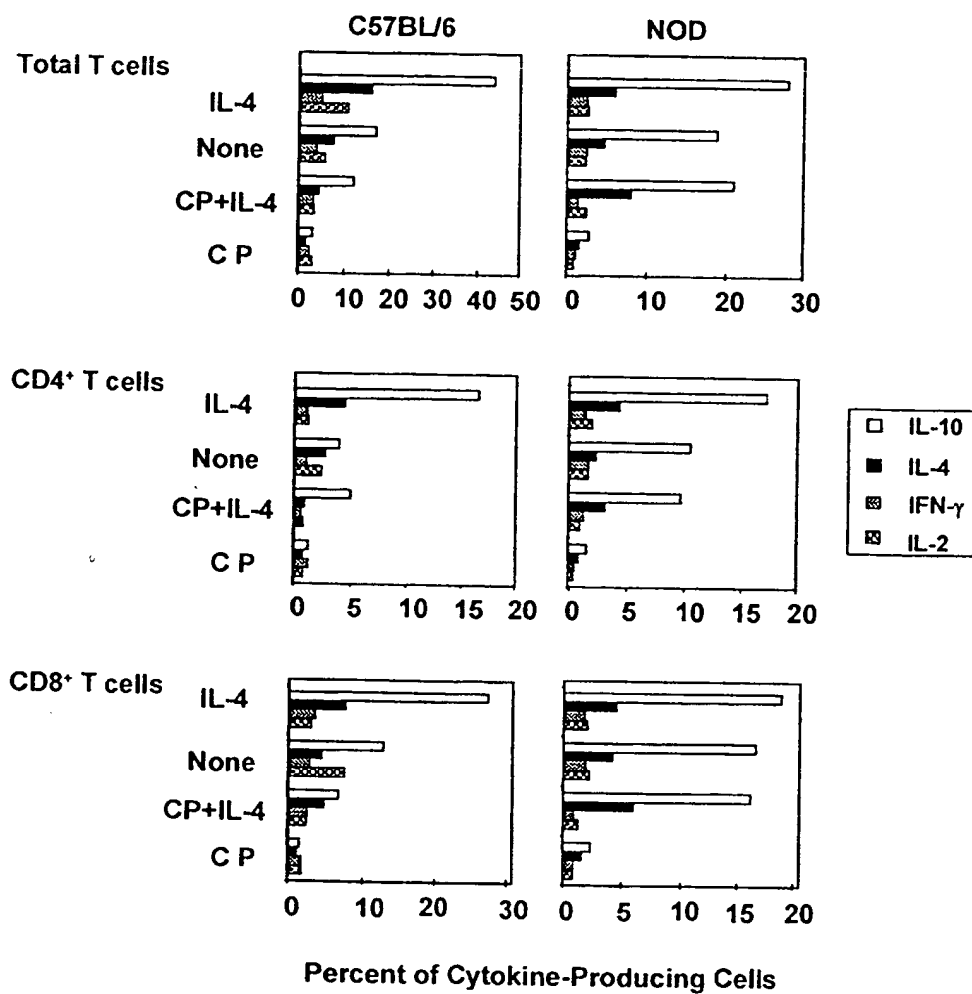 C57BL/6 NOD
Total T cells
IL-4
None
CP+IL-4
C P
0 10 20 30 40 50
0 10 20 30
CD4⁺ T cells
IL-4
None
CP+IL-4
C P
0 5 10 15 20
0 5 10 15 20
IL-10
IL-4
IFN-γ
IL-2
CD8⁺ T cells
IL-4
None
CP+IL-4
C P
0 10 20 30
0 5 10 15 20
Percent of Cytokine-Producing Cells